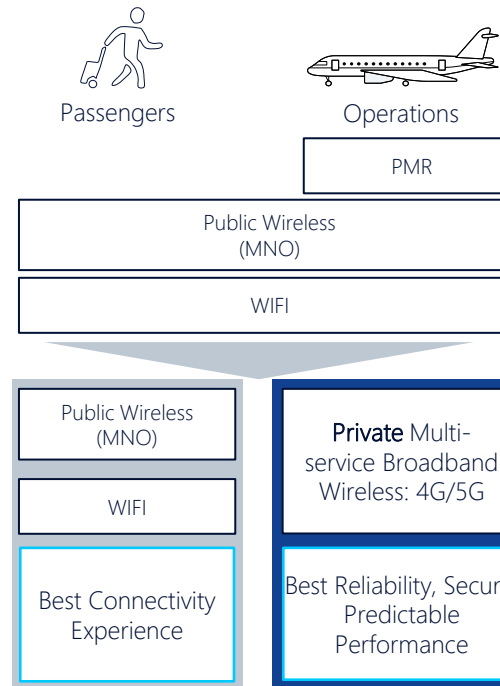 Passengers
Operations
PMR
Public Wireless
(MNO)
WIFI
Public Wireless
(MNO)
WIFI
Best Connectivity
Experience
Private Multi-
service Broadband
Wireless: 4G/5G
Best Reliability,
Predictable
Performance